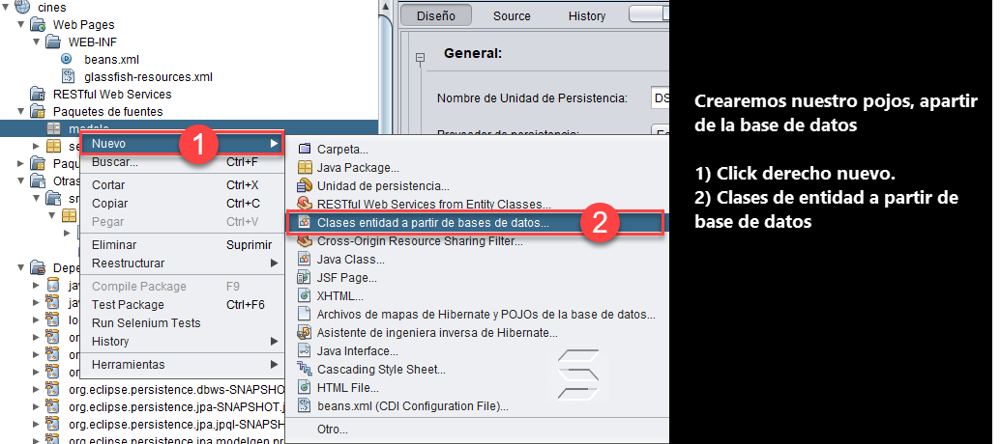 cines
Web Pages
WEB-INF
beans.xml
glassfish-resources.xml
RESTful Web Services
Paquetes de fuentes
modelo
se
Paqu
Otras
sr
Depe
jav
jav
lo
or
or
or
org.eclipse.persistence.dbws-SNAPSHO
org.eclipse.persistence.jpa-SNAPSHOT.j
org.eclipse.persistence.jpa.jpql-SNAPSH
org.eclipse.persistence.jpa.modelgen.pr
Nuevo
1
Buscar... Ctrl+F
Cortar Ctrl+X
Copiar Ctrl+C
Pegar Ctrl+V
Eliminar Suprimir
Reestructurar
Compile Package F9
Test Package Ctrl+F6
Run Selenium Tests
History
Herramientas
Carpeta...
Java Package...
Unidad de persistencia...
RESTful Web Services from Entity Classes...
Clases entidad a partir de bases de datos...
2
Cross-Origin Resource Sharing Filter...
Java Class...
JSF Page...
XHTML...
Archivos de mapas de Hibernate y POJOs de la base de datos...
Asistente de ingeniera inversa de Hibernate...
Java Interface...
Cascading Style Sheet...
HTML File...
beans.xml (CDI Configuration File)...
Otro...
Diseño Source History
General:
Nombre de Unidad de Persistencia: DS
Proveedor de persistencia:
Crearemos nuestro pojos, apartir
de la base de datos
1) Click derecho nuevo.
2) Clases de entidad a partir de
base de datos